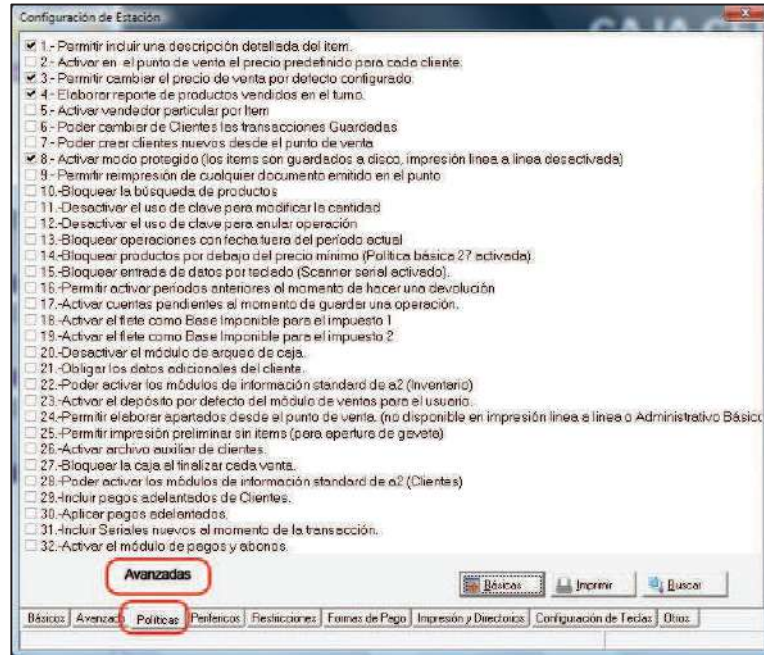 Configuración de Estación
1.- Permitir incluir una descripción detallada del item.
2.- Activar en el punto de venta el precio predefinido para cada cliente.
3.- Permitir cambiar el precio de venta por defecto configurado.
4.- Elaborar reporte de productos vendidos en el turno.
5.- Activar vendedor particular por Item
6.- Poder cambiar de Clientes las transacciones Guardadas
7.- Poder crear clientes nuevos desde el punto de venta
8.- Activar modo protegido (los items son guardados a disco, impresión linea a linea desactivada)
9.- Permitir reimpresión de cualquier documento emitido en el punto
10.-Bloquear la búsqueda de productos
11.-Desactivar el uso de clave para modificar la cantidad
12.-Desactivar el uso de clave para anular operación
13.-Bloquear operaciones con fecha fuera del período actual
14.-Bloquear productos por debajo del precio mínimo (Política básica 27 activada).
15.-Bloquear entrada de datos por teclado (Scanner serial activado).
16.-Permitir activar períodos anteriores al momento de hacer una devolución
17.-Activar cuentas pendientes al momento de guardar una operación.
18.-Activar el flete como Base Imponible para el impuesto 1
19.-Activar el flete como Base Imponible para el impuesto 2
20.-Desactivar el módulo de arqueo de caja.
21.-Obligar los datos adicionales del cliente.
22.-Poder activar los módulos de información standard de a2 (Inventario)
23.-Activar el depósito por defecto del módulo de ventas para el usuario.
24.-Permitir elaborar apartados desde el punto de venta. (no disponible en impresión linea a linea o Administrativo Básico
25.-Permitir impresión preliminar sin items (para apertura de gaveta)
26.-Activar archivo auxiliar de clientes.
27.-Bloquear la caja al finalizar cada venta.
28.-Poder activar los módulos de información standard de a2 (Clientes)
29.-Incluir pagos adelantados de Clientes.
30.-Aplicar pagos adelantados.
31.-Incluir Seriales nuevos al momento de la transacción.
32.-Activar el módulo de pagos y abonos.
Avanzadas
Básicas Imprimir Buscar
Básicos Avanzado Políticas Periféricos Restricciones Formas de Pago Impresión y Directorios Configuración de Teclas Otros